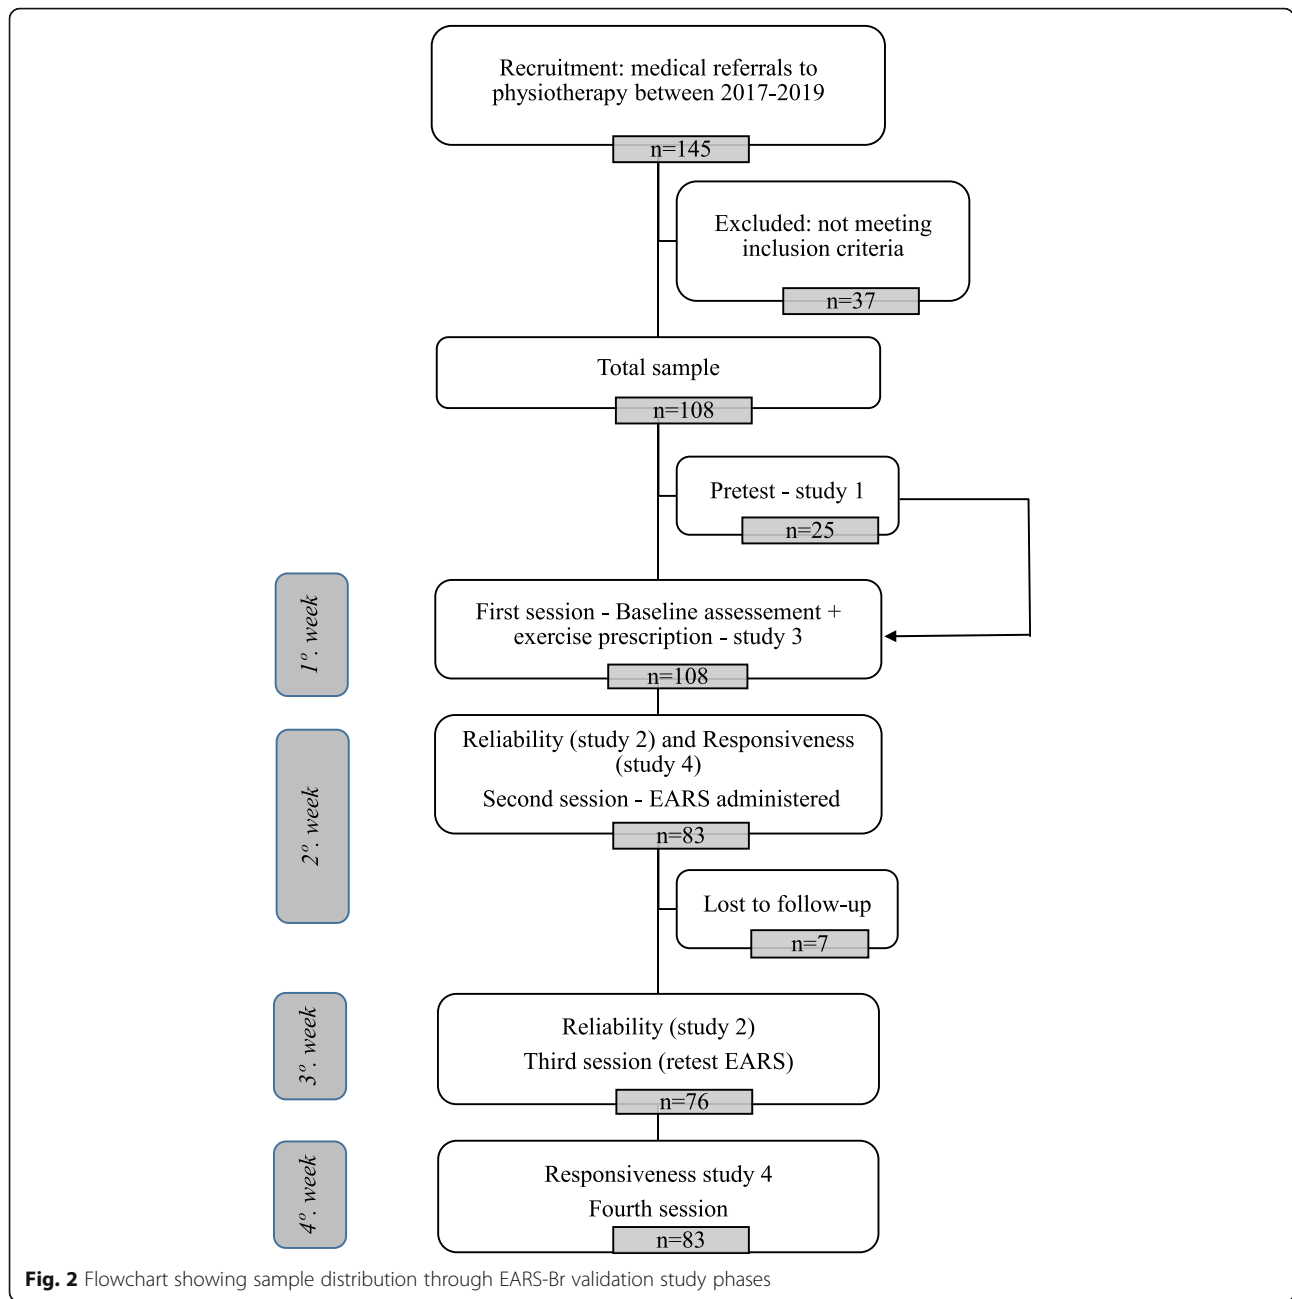 Recruitment: medical referrals to
physiotherapy between 2017-2019
n=145
Excluded: not meeting
inclusion criteria
n=37
Total sample
n=108
Pretest - study 1
n=25
1º. week
First session - Baseline assessement +
exercise prescription - study 3
n=108
2º. week
Reliability (study 2) and Responsiveness
(study 4)
Second session - EARS administered
n=83
Lost to follow-up
n=7
3º. week
Reliability (study 2)
Third session (retest EARS)
n=76
4º. week
Responsiveness study 4
Fourth session
n=83
Fig. 2 Flowchart showing sample distribution through EARS-Br validation study phases